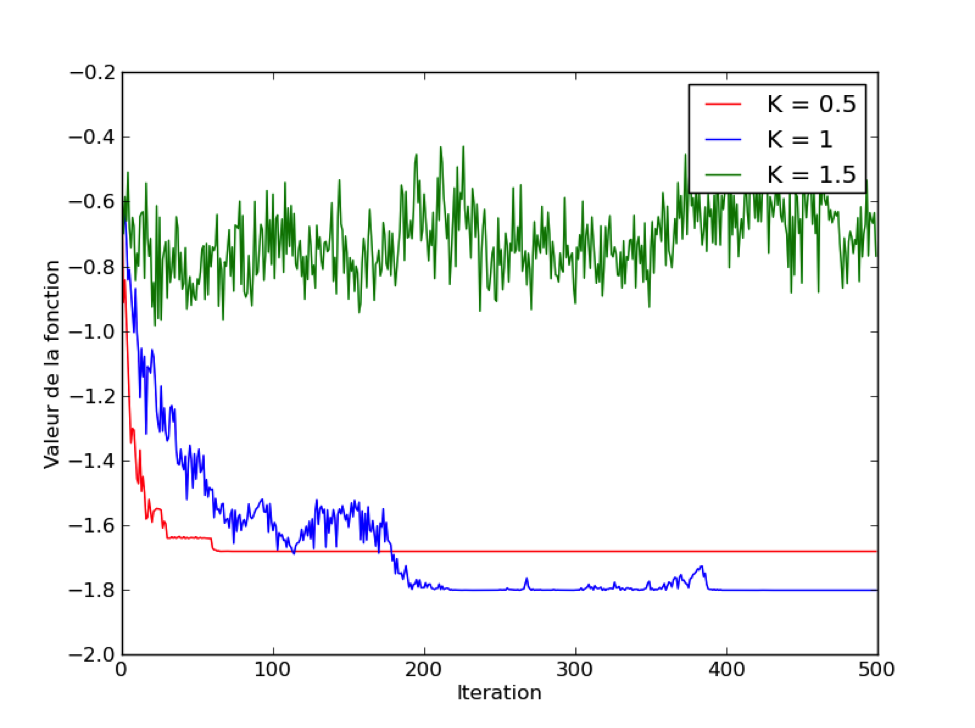 −0.2
−0.4
−0.6
−0.8
−1.0
−1.2
−1.4
−1.6
−1.8
−2.0
Valeur de la fonction
K = 0.5
K = 1
K = 1.5
0 100 200 300 400 500
Iteration